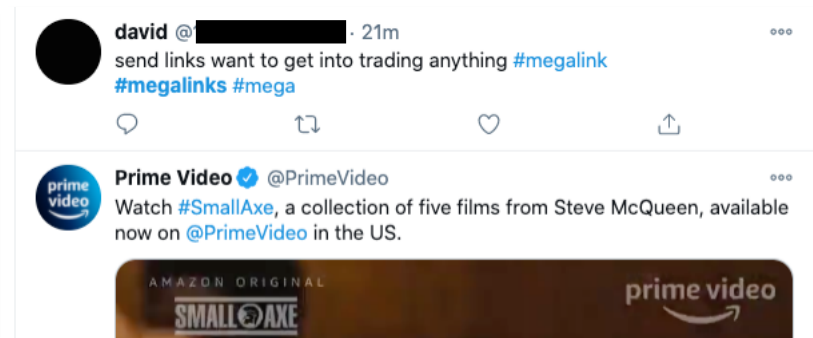 david @ · 21m
send links want to get into trading anything #megalink
#megalinks #mega
prime
video
Prime Video @PrimeVideo
Watch #SmallAxe, a collection of five films from Steve McQueen, available
now on @PrimeVideo in the US.
AMAZON ORIGINAL
SMALL AXE
prime video